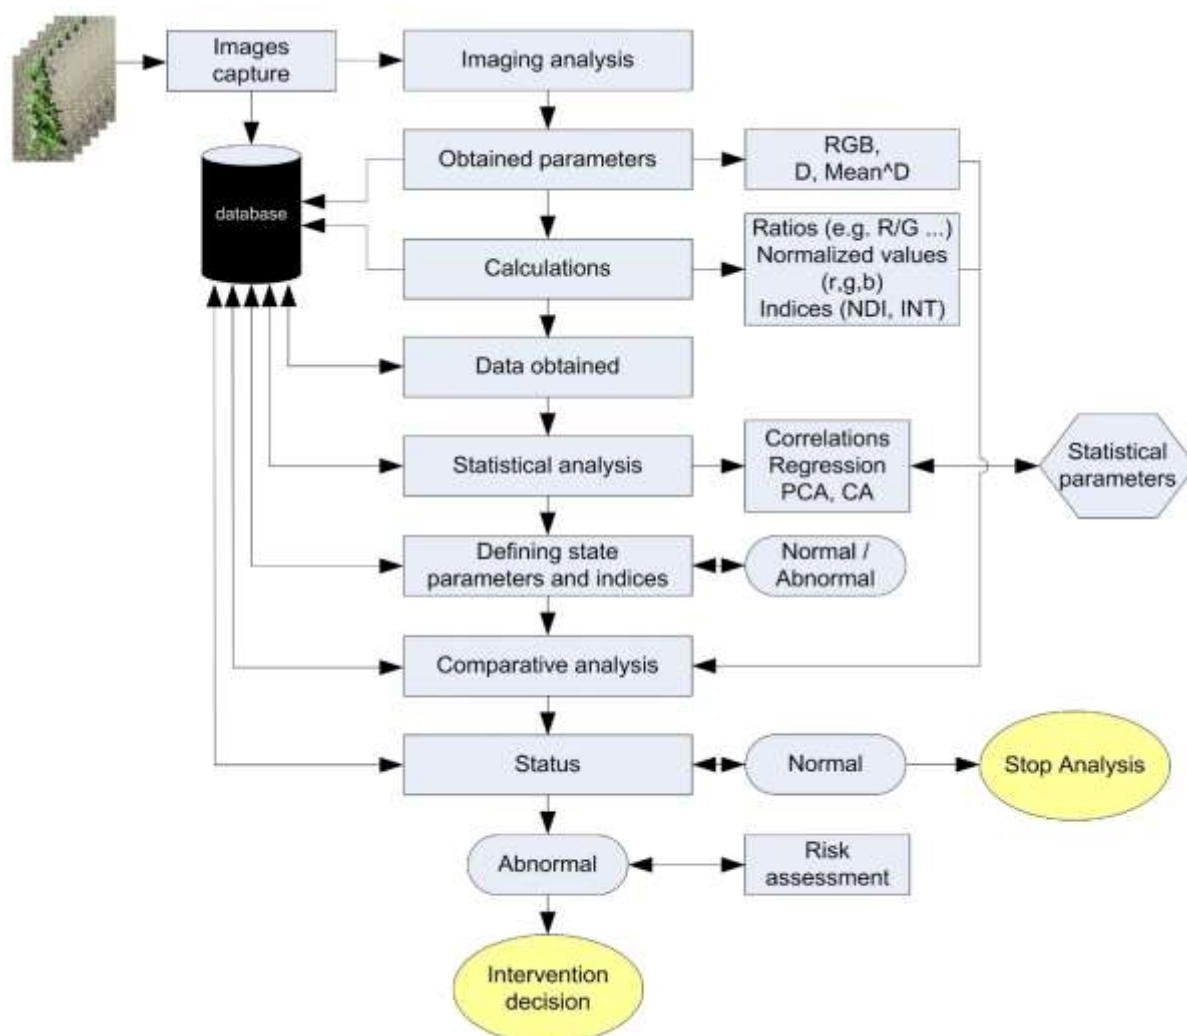 Images
capture
Imaging analysis
Obtained parameters
RGB,
D, Mean^D
database
Calculations
Ratios (e.g. R/G ...)
Normalized values
(r,g,b)
Indices (NDI, INT)
Data obtained
Statistical analysis
Correlations
Regression
PCA, CA
Statistical
parameters
Defining state
parameters and indices
Normal /
Abnormal
Comparative analysis
Status
Normal
Stop Analysis
Abnormal
Risk
assessment
Intervention
decision